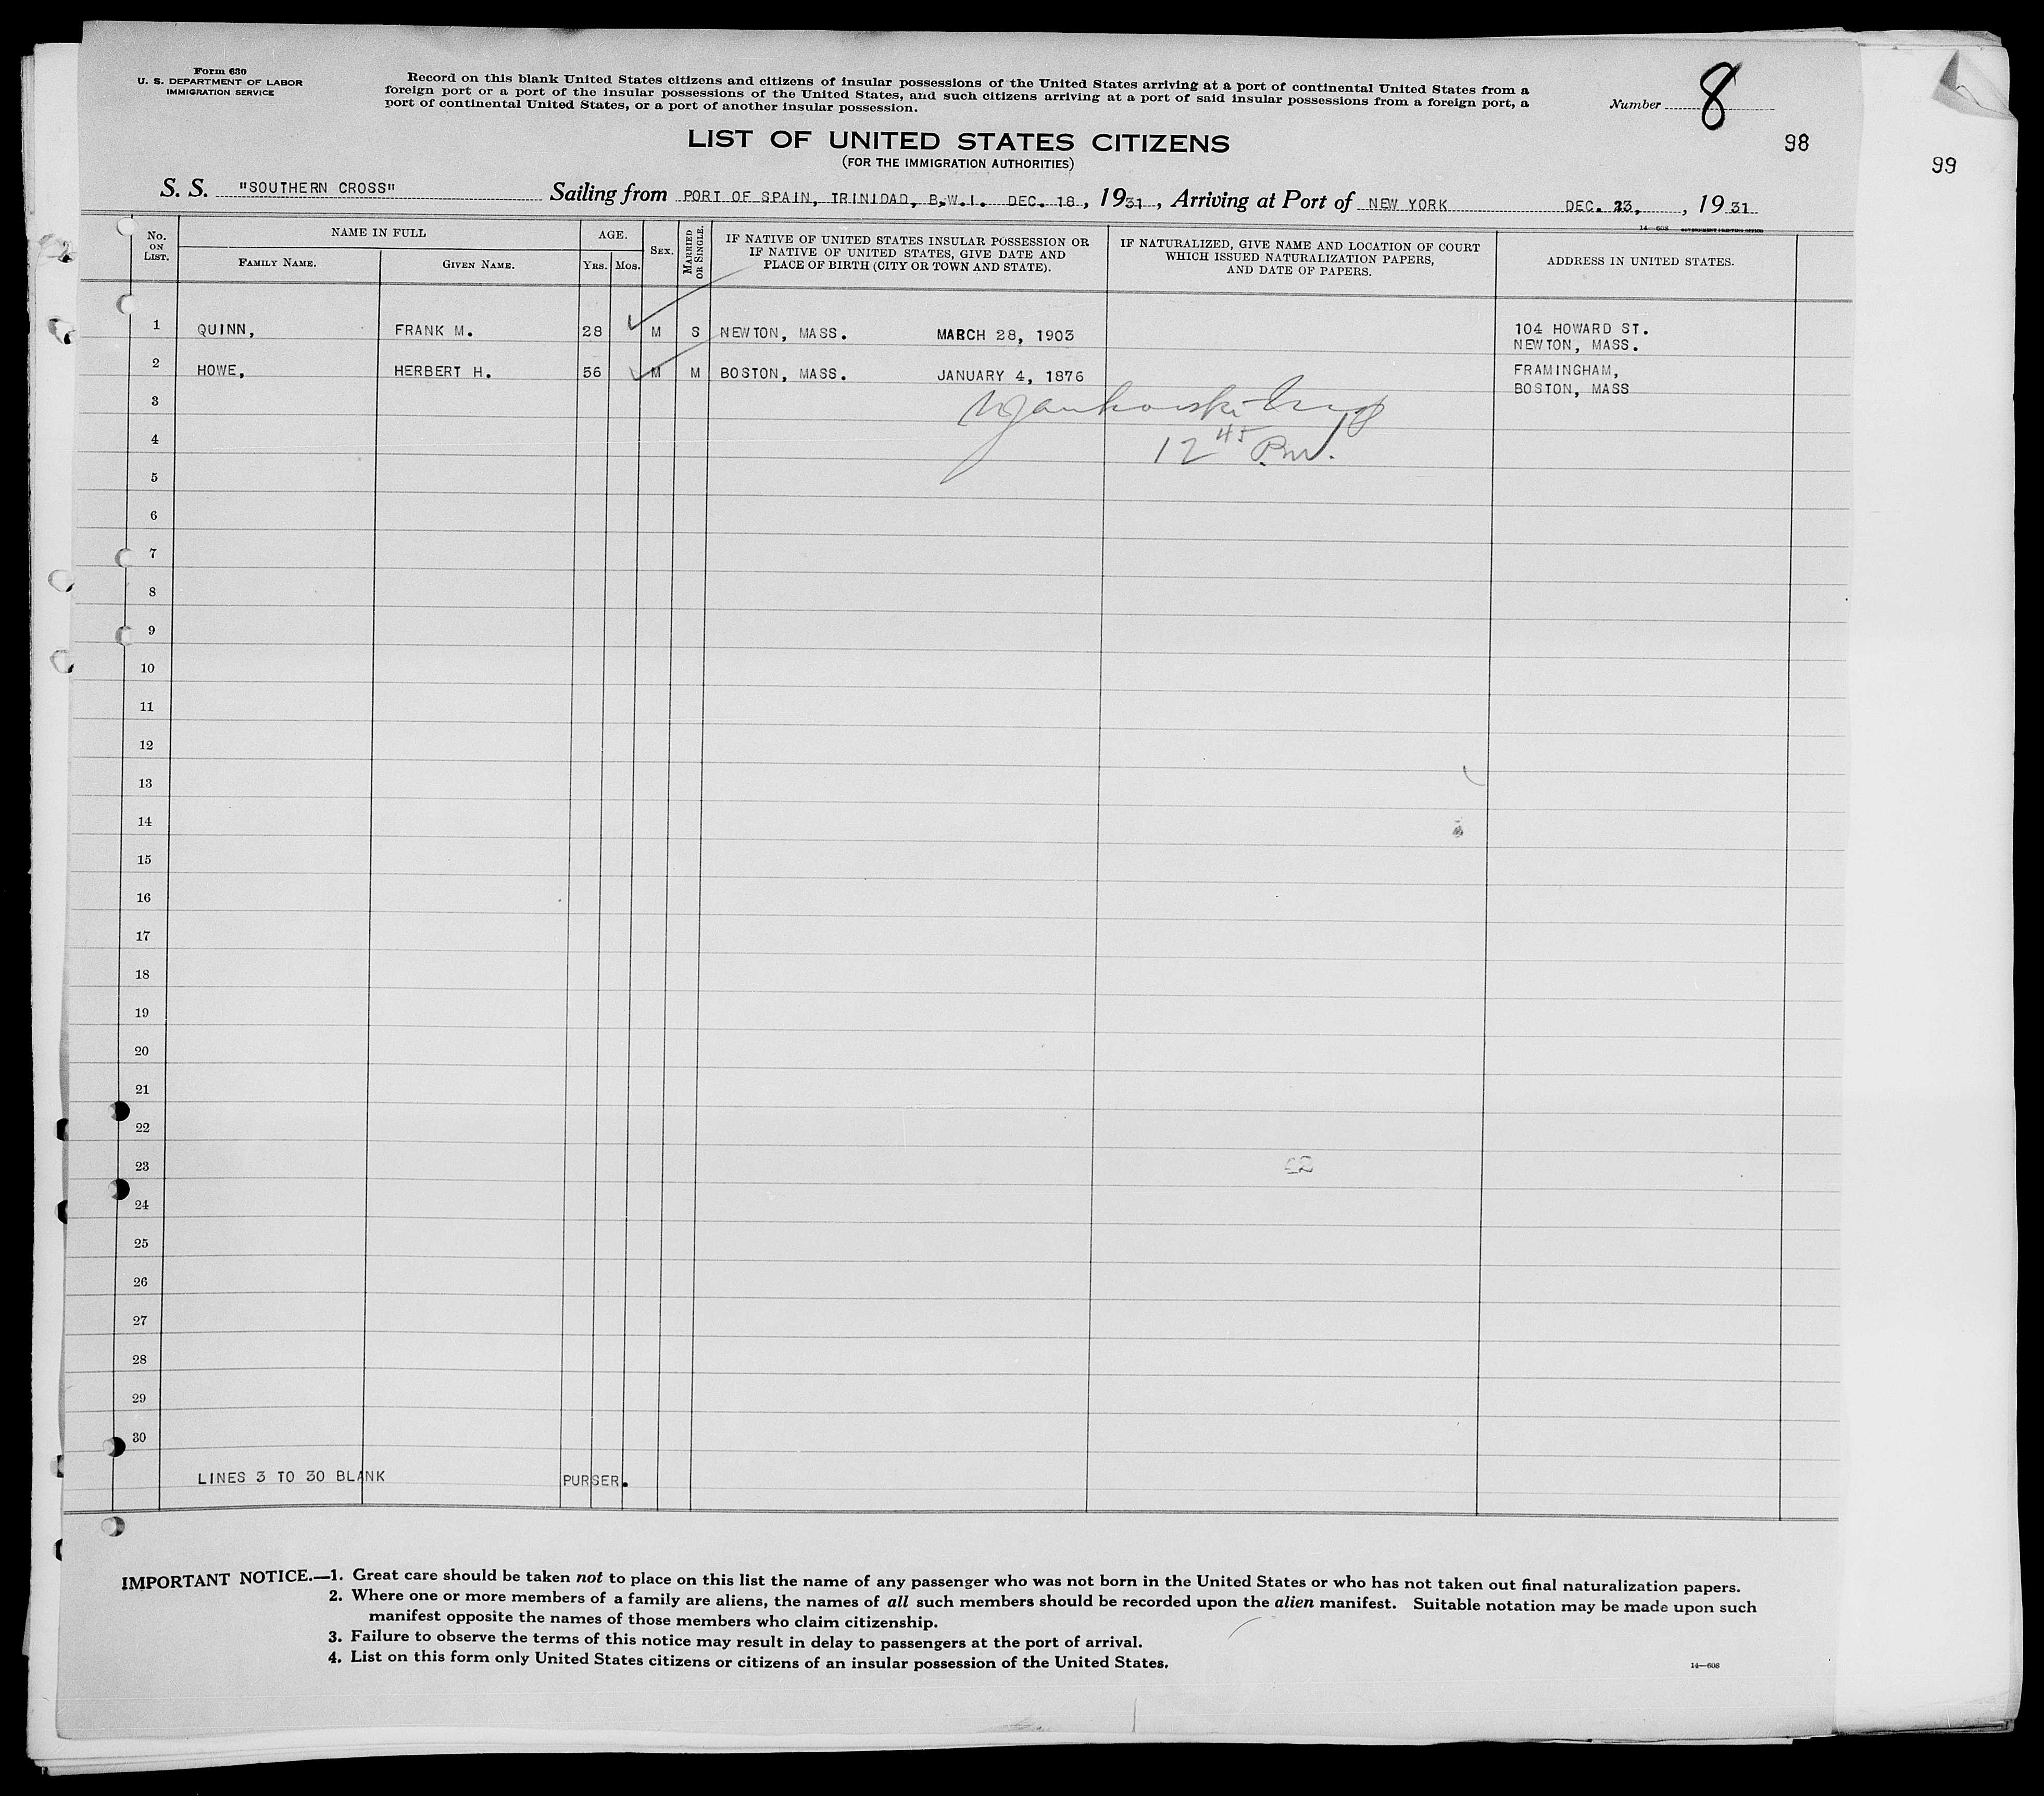 Form 630
U. S. DEPARTMENT OF LABOR
IMMIGRATION SERVICE
Record on this blank United States citizens and citizens of insular possessions of the United States arriving at a port of continental United States from a
foreign port or a port of the insular possessions of the United States, and such citizens arriving at a port of said insular possessions from a foreign port, a
port of continental United States, or a port of another insular possession.
Number 8
98
99
LIST OF UNITED STATES CITIZENS
(FOR THE IMMIGRATION AUTHORITIES)
S. S. "SOUTHERN CROSS" Sailing from PORT OF SPAIN, TRINIDAD, B.W.I. DEC. 18, 1931, Arriving at Port of NEW YORK DEC. 23, , 1931
14—608 GOVERNMENT PRINTING OFFICE
No. ON LIST.
NAME IN FULL
FAMILY NAME.
GIVEN NAME.
AGE.
YRS.
MOS.
SEX.
MARRIED OR SINGLE.
IF NATIVE OF UNITED STATES INSULAR POSSESSION OR
IF NATIVE OF UNITED STATES, GIVE DATE AND
PLACE OF BIRTH (CITY OR TOWN AND STATE).
IF NATURALIZED, GIVE NAME AND LOCATION OF COURT
WHICH ISSUED NATURALIZATION PAPERS,
AND DATE OF PAPERS.
ADDRESS IN UNITED STATES.
1 QUINN, FRANK M. 28 M S NEWTON, MASS. MARCH 28, 1903 104 HOWARD ST.
NEWTON, MASS.
2 HOWE, HERBERT H. 56 M M BOSTON, MASS. JANUARY 4, 1876 FRAMINGHAM,
BOSTON, MASS
3
4 12 45 P.M.
5
6
7
8
9
10
11
12
13
14
15
16
17
18
19
20
21
22
23
24
25
26
27
28
29
30
LINES 3 TO 30 BLANK PURSER.
IMPORTANT NOTICE.—1. Great care should be taken not to place on this list the name of any passenger who was not born in the United States or who has not taken out final naturalization papers.
2. Where one or more members of a family are aliens, the names of all such members should be recorded upon the alien manifest. Suitable notation may be made upon such
manifest opposite the names of those members who claim citizenship.
3. Failure to observe the terms of this notice may result in delay to passengers at the port of arrival.
4. List on this form only United States citizens or citizens of an insular possession of the United States.
14—608